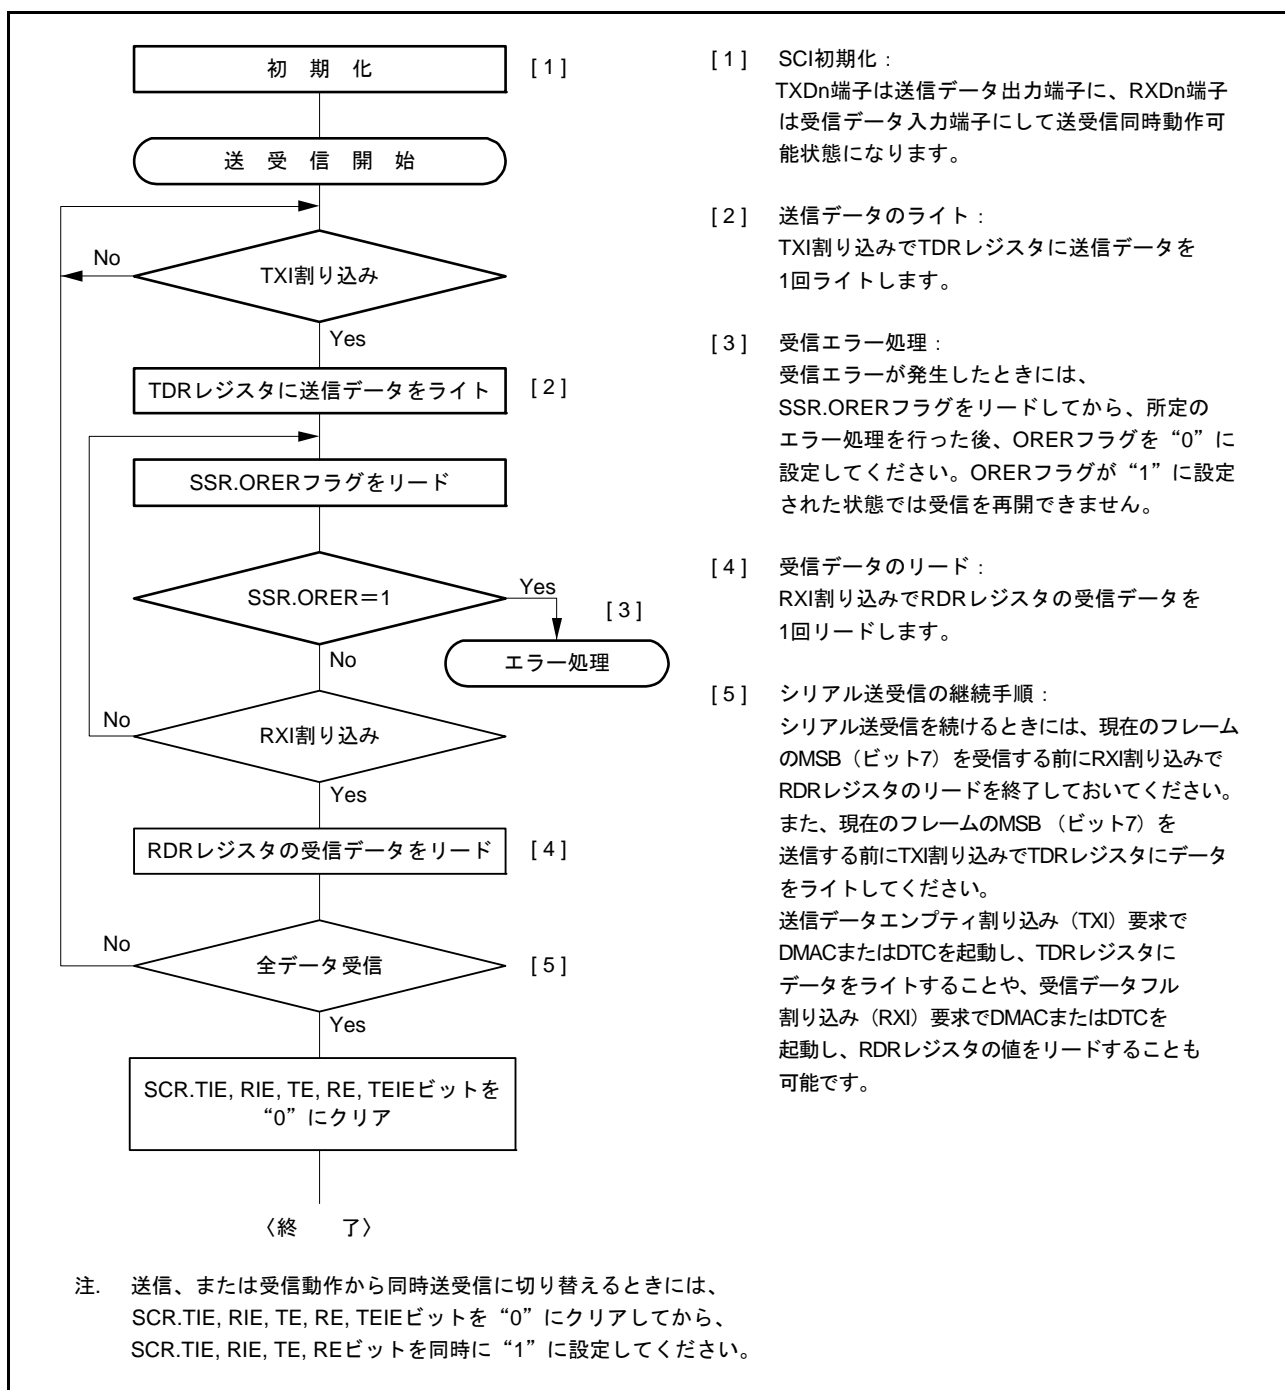 初 期 化
[ 1 ]
送 受 信 開 始
No
TXI割り込み
Yes
TDRレジスタに送信データをライト
[ 2 ]
SSR.ORERフラグをリード
SSR.ORER＝1
Yes
[ 3 ]
エラー処理
No
No
RXI割り込み
Yes
RDRレジスタの受信データをリード
[ 4 ]
No
全データ受信
[ 5 ]
Yes
SCR.TIE, RIE, TE, RE, TEIEビットを
“0”にクリア
〈終 了〉
[ 1 ] SCI初期化：
TXDn端子は送信データ出力端子に、RXDn端子
は受信データ入力端子にして送受信同時動作可
能状態になります。
[ 2 ] 送信データのライト：
TXI割り込みでTDRレジスタに送信データを
1回ライトします。
[ 3 ] 受信エラー処理：
受信エラーが発生したときには、
SSR.ORERフラグをリードしてから、所定の
エラー処理を行った後、ORERフラグを“0”に
設定してください。ORERフラグが“1”に設定
された状態では受信を再開できません。
[ 4 ] 受信データのリード：
RXI割り込みでRDRレジスタの受信データを
1回リードします。
[ 5 ] シリアル送受信の継続手順：
シリアル送受信を続けるときには、現在のフレーム
のMSB（ビット7）を受信する前にRXI割り込みで
RDRレジスタのリードを終了しておいてください。
また、現在のフレームのMSB （ビット7）を
送信する前にTXI割り込みでTDRレジスタにデータ
をライトしてください。
送信データエンプティ割り込み（TXI）要求で
DMACまたはDTCを起動し、TDRレジスタに
データをライトすることや、受信データフル
割り込み（RXI）要求でDMACまたはDTCを
起動し、RDRレジスタの値をリードすることも
可能です。
注. 送信、または受信動作から同時送受信に切り替えるときには、
SCR.TIE, RIE, TE, RE, TEIEビットを“0”にクリアしてから、
SCR.TIE, RIE, TE, REビットを同時に“1”に設定してください。